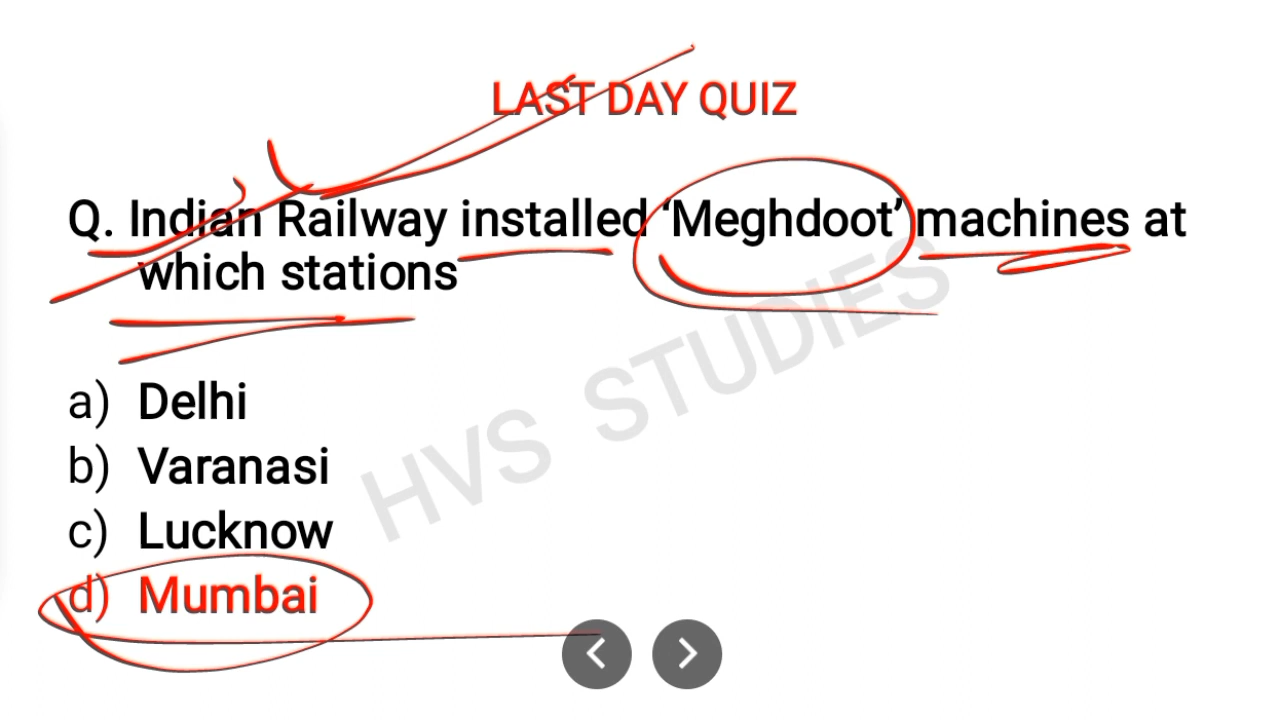 LAST DAY QUIZ
Q. Indian Railway installed ‘Meghdoot’ machines at
which stations
a) Delhi
b) Varanasi
c) Lucknow
d) Mumbai
HVS STUDIES